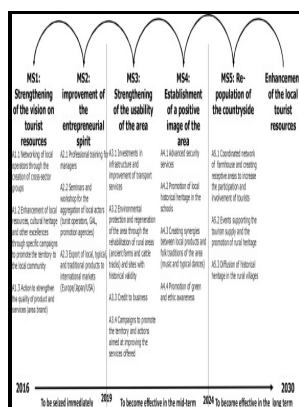 MS1:
Strengthening
of the vision on
tourist
resources
A1.1 Networking of local
operators through the
creation of cross-sector
groups
A1.2 Enhancement of local
resources, cultural heritage
and other excellences
through specific campaigns
to promote the territory to
the local community
A1.3 Action to strengthen
the quality of product and
services (area brand)
MS2:
improvement of
the
entrepreneurial
spirit
A2.1 Professional training for
managers
A2.2 Seminars and
workshop for the
aggregation of local actors
(tourist operators, GAL,
promotion agencies)
A2.3 Export of local, typical
and traditional products to
international markets
(Europe/Japan/USA)
MS3:
Strengthening
of the usability
of the area
A3.1 Investments in
infrastructure and
improvement of transport
services
A3.2 Environmental
protection and regeneration
of the area through the
rehabilitation of rural areas
(ancient farms and cattle
tracks) and sites with
historical validity
A3.3 Credit to business
A3.4 Campaigns to promote
the territory and actions
aimed at improving the
services offered
MS4:
Establishment
of a positive
image of the
area
A4.1 Advanced security
services
A4.2 Promotion of local
historical heritage in the
schools
A4.3 Creating synergies
between local products and
folk traditions of the area
(music and typical dances)
A4.4 Promotion of green
and ethic awareness
MS5: Re-
population of
the countryside
A5.1 Coordinated network
of farmhouse and creating
receptive areas to increase
the participation and
involvement of tourists
A5.2 Events supporting the
tourism supply and the
promotion of rural heritage
A5.3 Diffusion of historical
heritage in the rural villages
Enhancement
of the local
tourist
resources
2016
2019
2024
2030
To be seized immediately
To become effective in the mid-term
To become effective in the long term